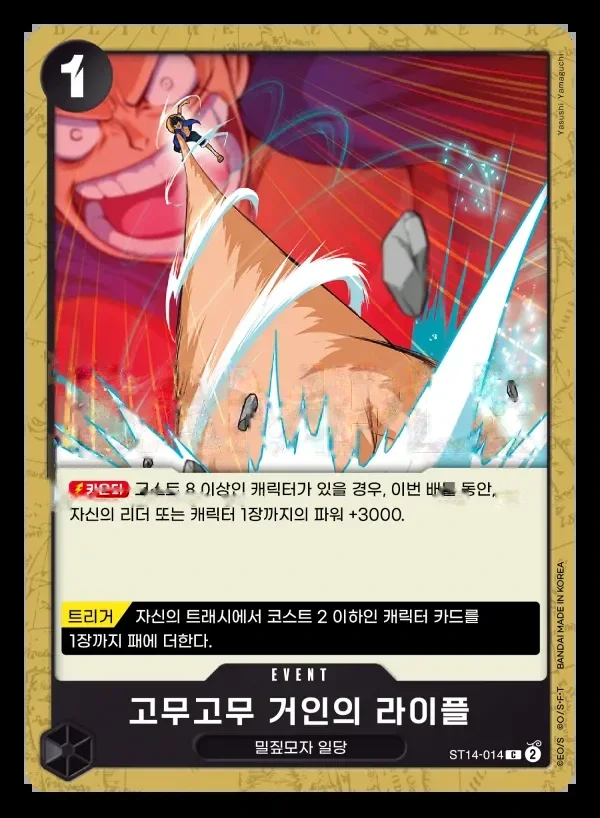 1
Yasushi Yamaguchi
카운터 코스트 8 이상인 캐릭터가 있을 경우, 이번 배틀 동안,
자신의 리더 또는 캐릭터 1장까지의 파워 +3000.
트리거 자신의 트래시에서 코스트 2 이하인 캐릭터 카드를
1장까지 패에 더한다.
EVENT
고무고무 거인의 라이플
밀짚모자 일당
ST14-014 C 2
©EO/S ©O/S·F·T BANDAI MADE IN KOREA